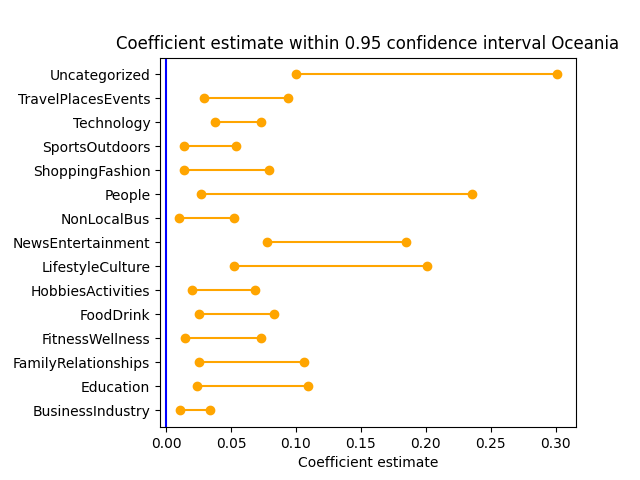 Coefficient estimate within 0.95 confidence interval Oceania
Uncategorized
TravelPlacesEvents
Technology
SportsOutdoors
ShoppingFashion
People
NonLocalBus
NewsEntertainment
LifestyleCulture
HobbiesActivities
FoodDrink
FitnessWellness
FamilyRelationships
Education
BusinessIndustry
0.00 0.05 0.10 0.15 0.20 0.25 0.30
Coefficient estimate